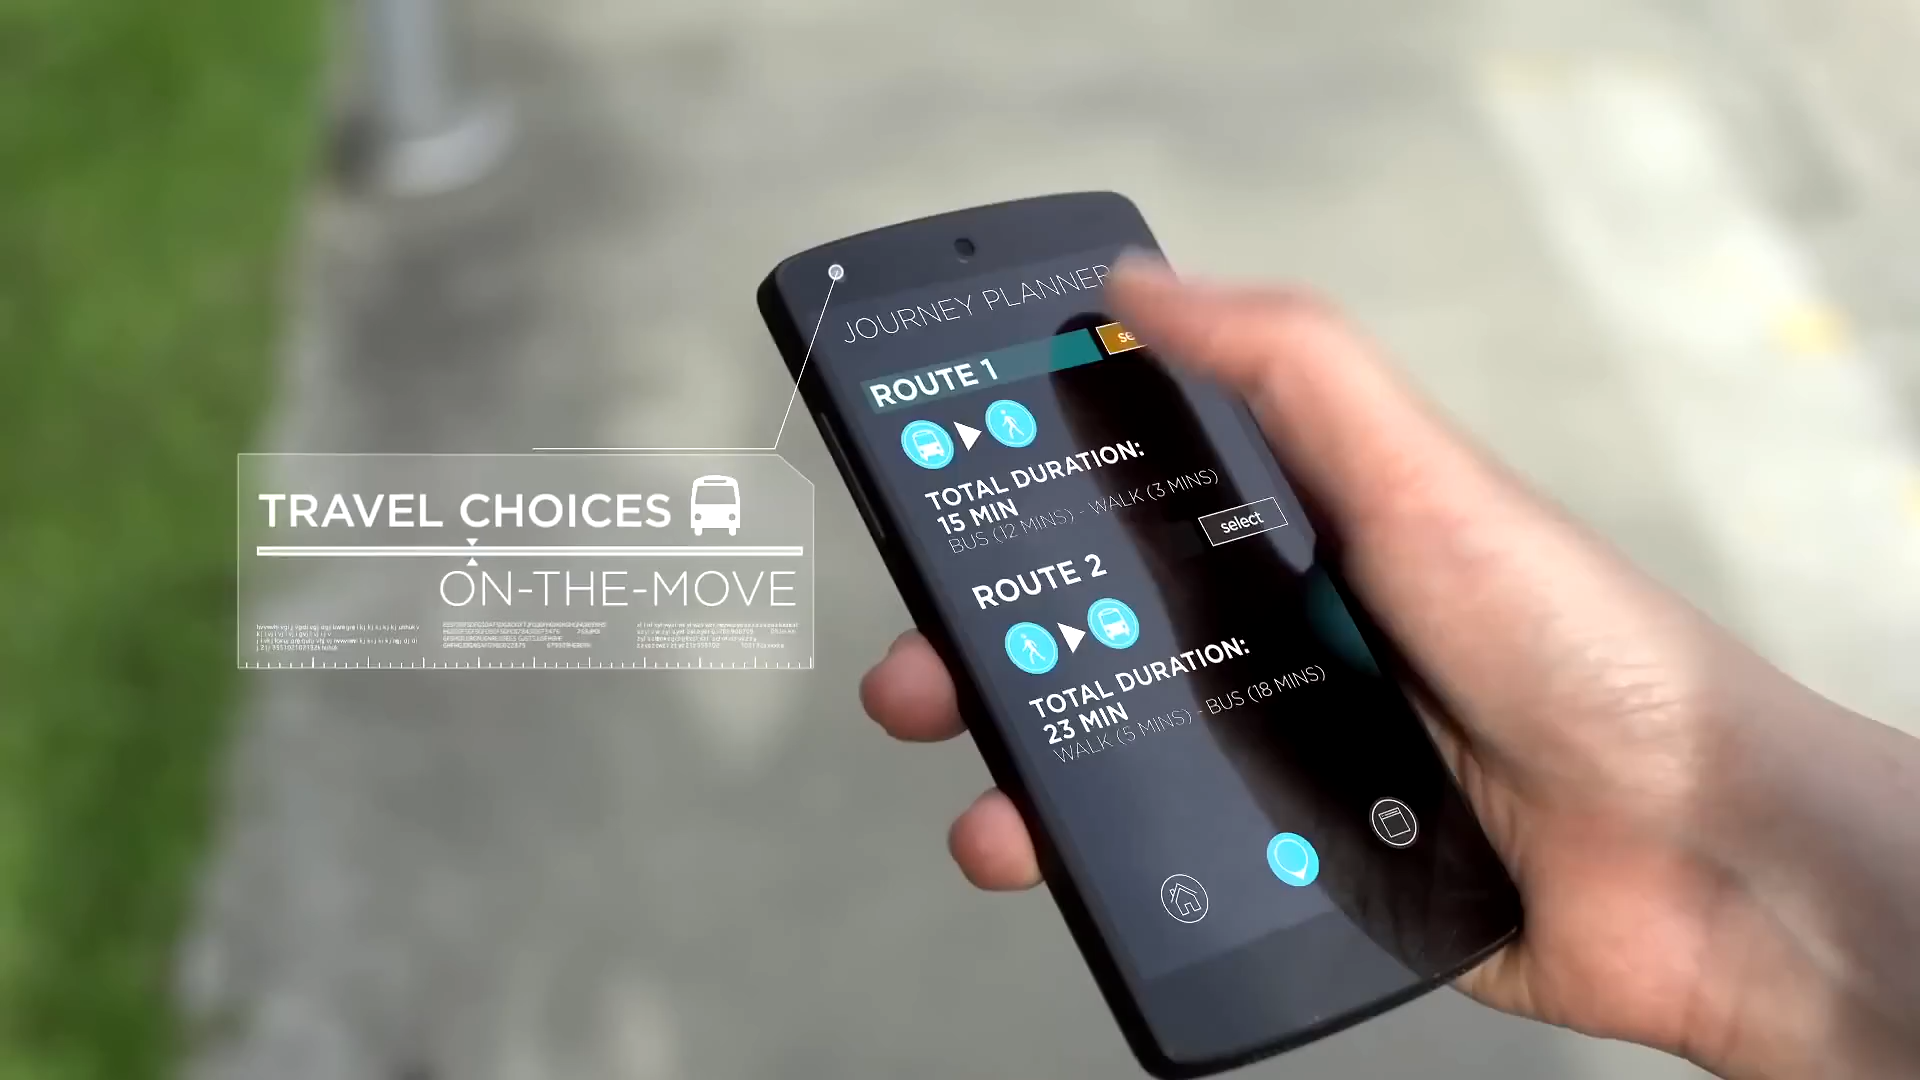 JOURNEY PLANNER
ROUTE 1
TOTAL DURATION:
15 MIN
BUS (12 MINS) - WALK (3 MINS)
select
ROUTE 2
TOTAL DURATION:
23 MIN
WALK (5 MINS) - BUS (18 MINS)
TRAVEL CHOICES
ON-THE-MOVE